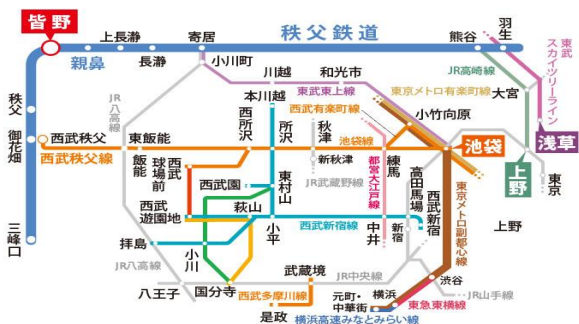 皆野
秩父鉄道
親鼻
上長瀞
長瀞
寄居
小川町
熊谷
羽生
東武
スカイツリーライン
JR高崎線
大宮
浅草
上野
東京
上野
川越
和光市
東武東上線
東京メトロ有楽町線
西武有楽町線
小竹向原
本川越
JR八高線
秩父
御花畑
三峰口
西武秩父
西武秩父線
東飯能
飯能
西武
球場前
西所沢
所沢
秋津
新秋津
JR武蔵野線
池袋線
練馬
池袋
都営大江戸線
中井
高田馬場
西武新宿
新宿
東京メトロ副都心線
西武園
東村山
西武
遊園地
萩山
小平
西武新宿線
拝島
小川
JR八高線
八王子
国分寺
武蔵境
JR中央線
西武多摩川線
是政
渋谷
JR山手線
元町・
中華街
横浜
東急東横線
横浜高速みなとみらい線